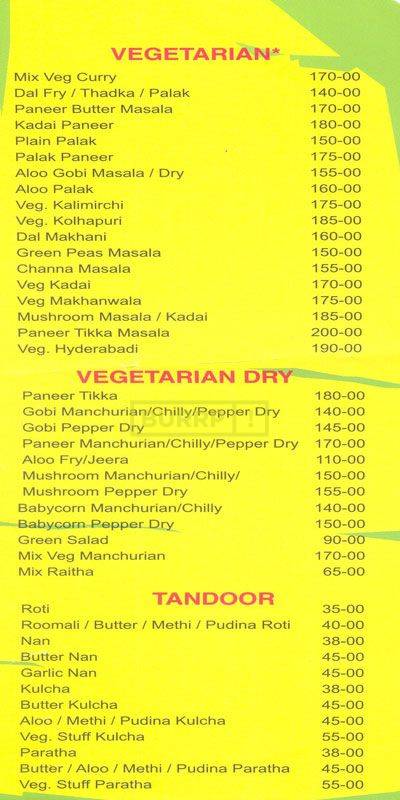 VEGETARIAN*
Mix Veg Curry 170-00
Dal Fry / Thadka / Palak 140-00
Paneer Butter Masala 170-00
Kadai Paneer 180-00
Plain Palak 150-00
Palak Paneer 175-00
Aloo Gobi Masala / Dry 155-00
Aloo Palak 160-00
Veg. Kalimirchi 175-00
Veg. Kolhapuri 185-00
Dal Makhani 160-00
Green Peas Masala 150-00
Channa Masala 155-00
Veg Kadai 170-00
Veg Makhanwala 175-00
Mushroom Masala / Kadai 185-00
Paneer Tikka Masala 200-00
Veg. Hyderabadi 190-00
VEGETARIAN DRY
Paneer Tikka 180-00
Gobi Manchurian/Chilly/Pepper Dry 140-00
Gobi Pepper Dry 145-00
BURRP!
Paneer Manchurian/Chilly/Pepper Dry 170-00
Aloo Fry/Jeera 110-00
Mushroom Manchurian/Chilly/ 150-00
Mushroom Pepper Dry 155-00
Babycorn Manchurian/Chilly 140-00
Babycorn Pepper Dry 150-00
Green Salad 90-00
Mix Veg Manchurian 170-00
Mix Raitha 65-00
TANDOOR
Roti 35-00
Roomali / Butter / Methi / Pudina Roti 40-00
Nan 38-00
Butter Nan 45-00
Garlic Nan 45-00
Kulcha 38-00
Butter Kulcha 45-00
Aloo / Methi / Pudina Kulcha 45-00
Veg. Stuff Kulcha 55-00
Paratha 38-00
Butter / Aloo / Methi / Pudina Paratha 45-00
Veg. Stuff Paratha 55-00